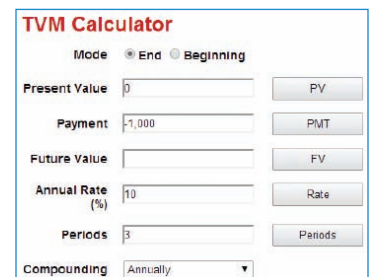 TVM Calculator
Mode End Beginning
Present Value 0 PV
Payment -1,000 PMT
Future Value FV
Annual Rate 10 Rate
(%)
Periods 3 Periods
Compounding Annually